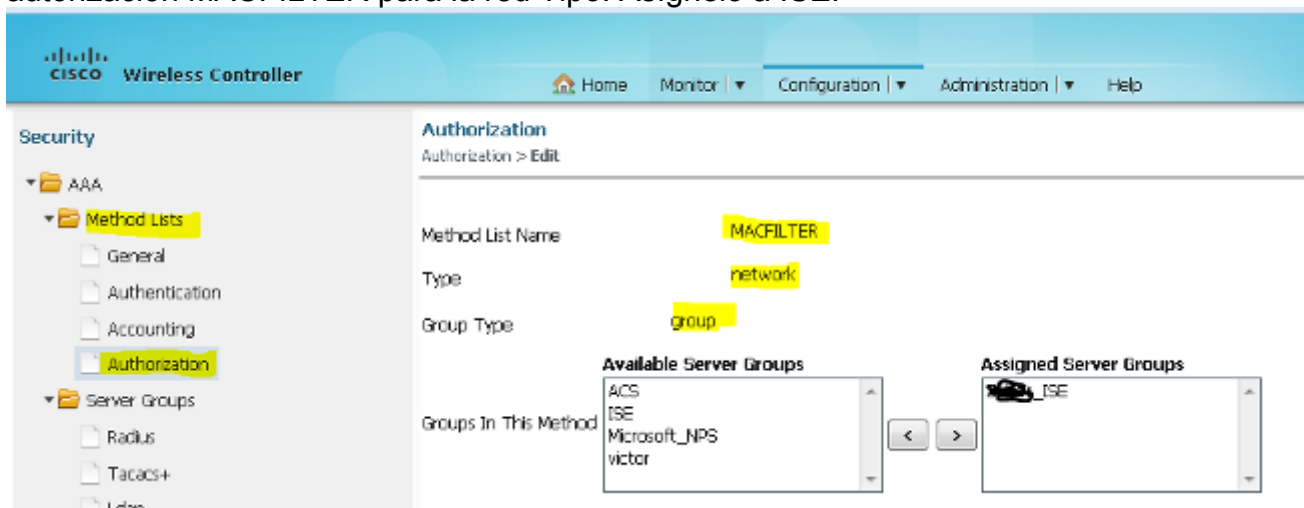 autorización MACFILTER para la red Tipo. Asígnelo a ISE.
CISCO Wireless Controller
Home Monitor Configuration Administration Help
Security
AAA
Method Lists
General
Authentication
Accounting
Authorization
Server Groups
Radius
Tacacs+
Authorization
Authorization > Edit
Method List Name MACFILTER
Type network
Group Type group
Available Server Groups Assigned Server Groups
Groups In This Method
ACS
ISE
Microsoft_NPS
victor
< >
_ISE